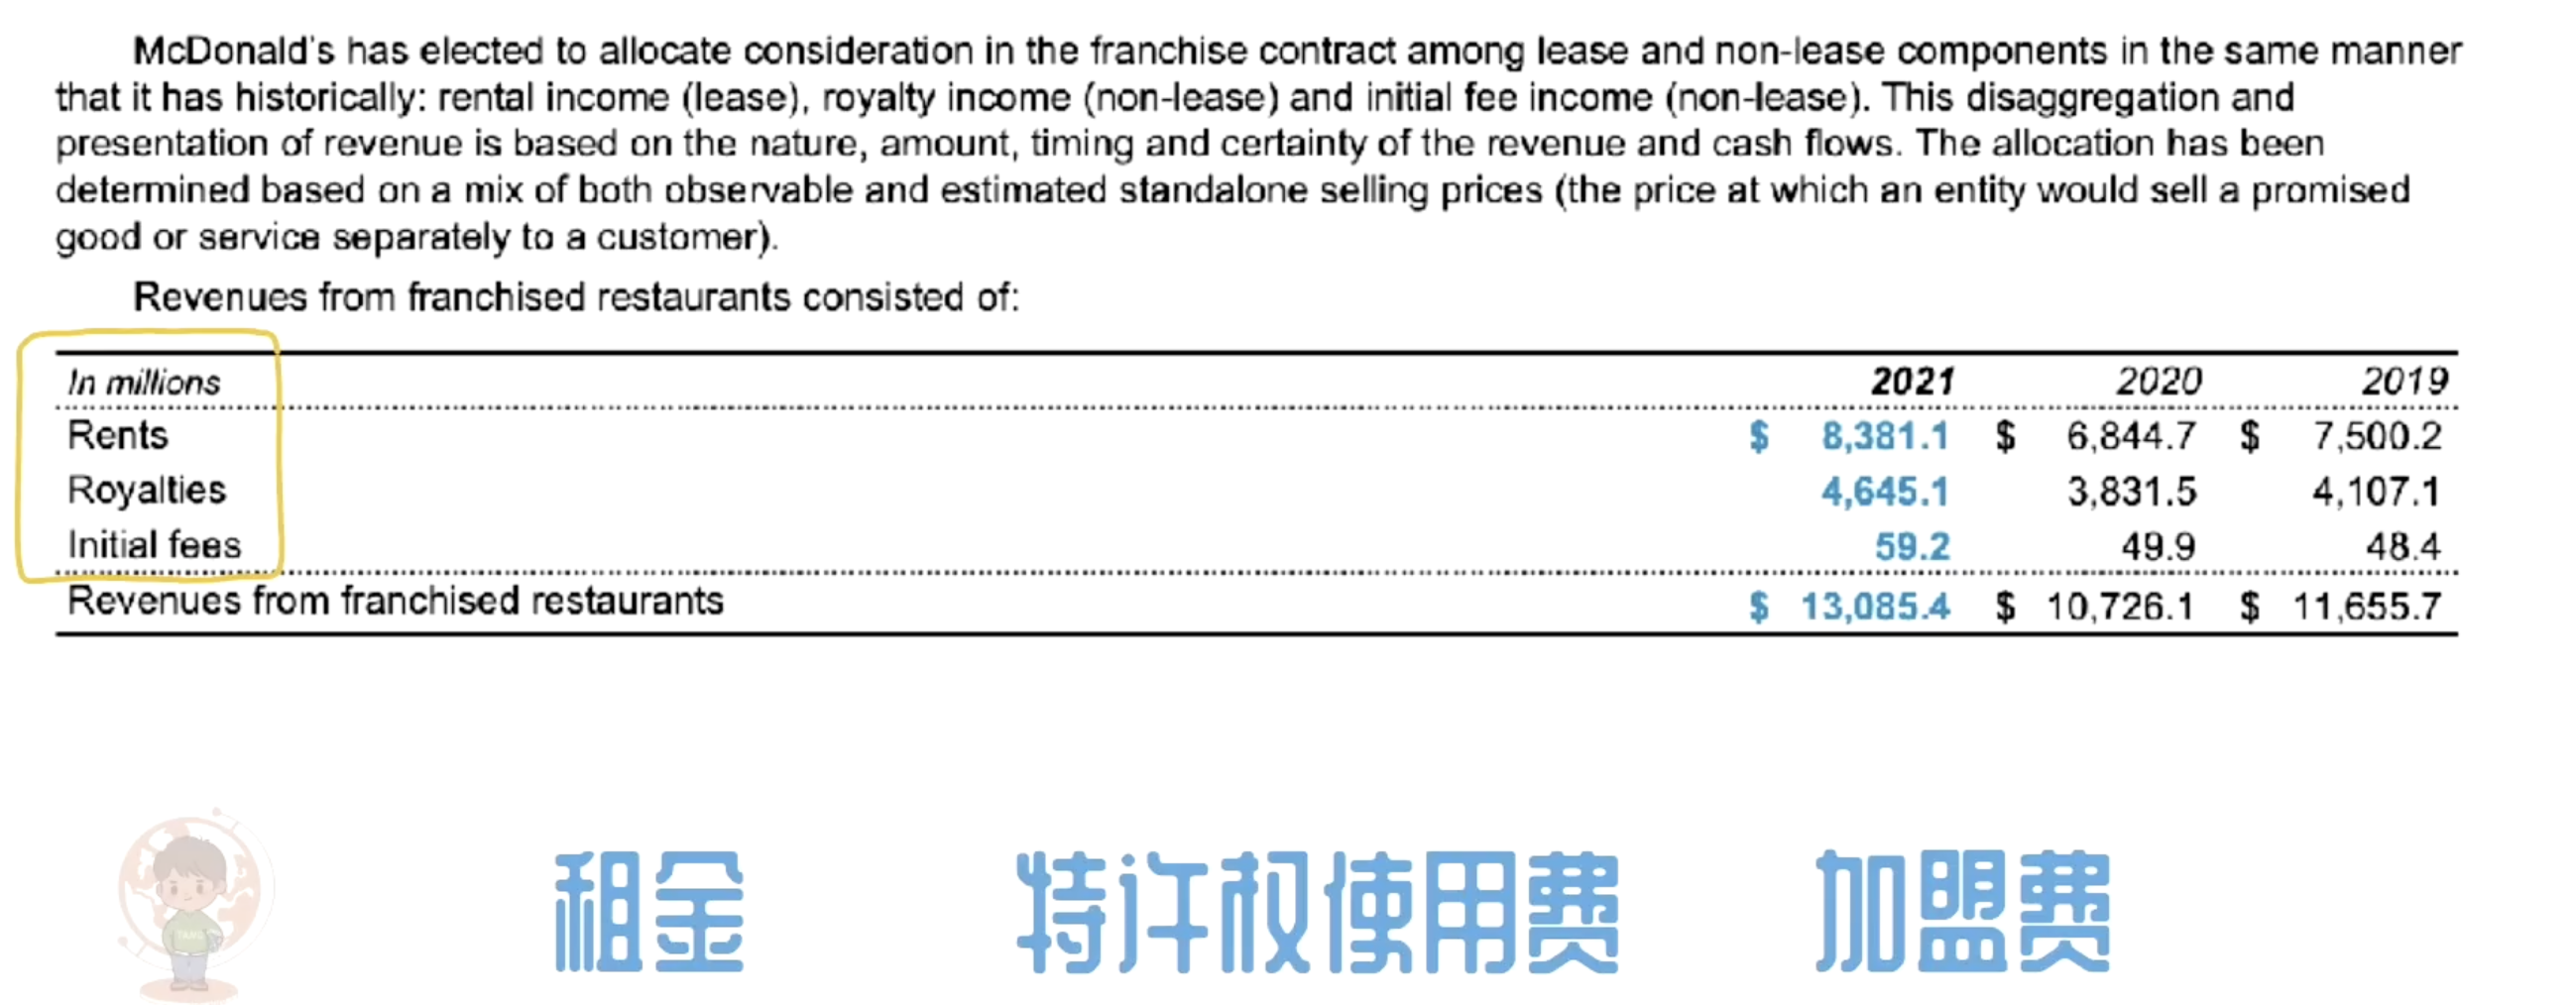 McDonald's has elected to allocate consideration in the franchise contract among lease and non-lease components in the same manner
that it has historically: rental income (lease), royalty income (non-lease) and initial fee income (non-lease). This disaggregation and
presentation of revenue is based on the nature, amount, timing and certainty of the revenue and cash flows. The allocation has been
determined based on a mix of both observable and estimated standalone selling prices (the price at which an entity would sell a promised
good or service separately to a customer).
Revenues from franchised restaurants consisted of:
In millions 2021 2020 2019
Rents $ 8,381.1 $ 6,844.7 $ 7,500.2
Royalties 4,645.1 3,831.5 4,107.1
Initial fees 59.2 49.9 48.4
Revenues from franchised restaurants $ 13,085.4 $ 10,726.1 $ 11,655.7
租金 特许权使用费 加盟费